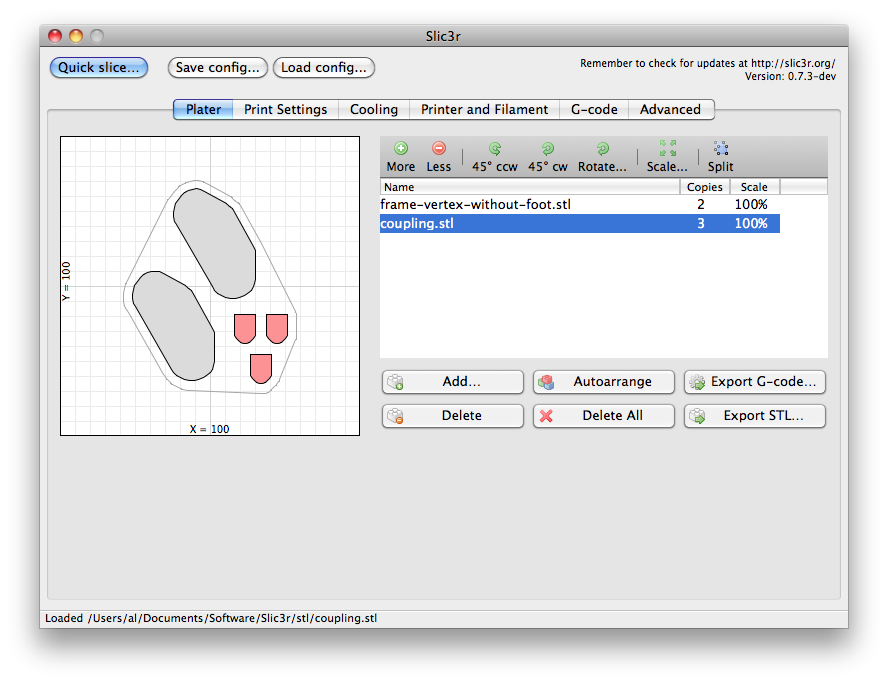 Slic3r
Quick slice...
Save config...
Load config...
Remember to check for updates at http://slic3r.org/
Version: 0.7.3-dev
Plater
Print Settings
Cooling
Printer and Filament
G-code
Advanced
More
Less
45° ccw
45° cw
Rotate...
Scale...
Split
Name
Copies
Scale
frame-vertex-without-foot.stl
2
100%
coupling.stl
3
100%
Y = 100
X = 100
Add...
Autoarrange
Export G-code...
Delete
Delete All
Export STL...
Loaded /Users/al/Documents/Software/Slic3r/stl/coupling.stl